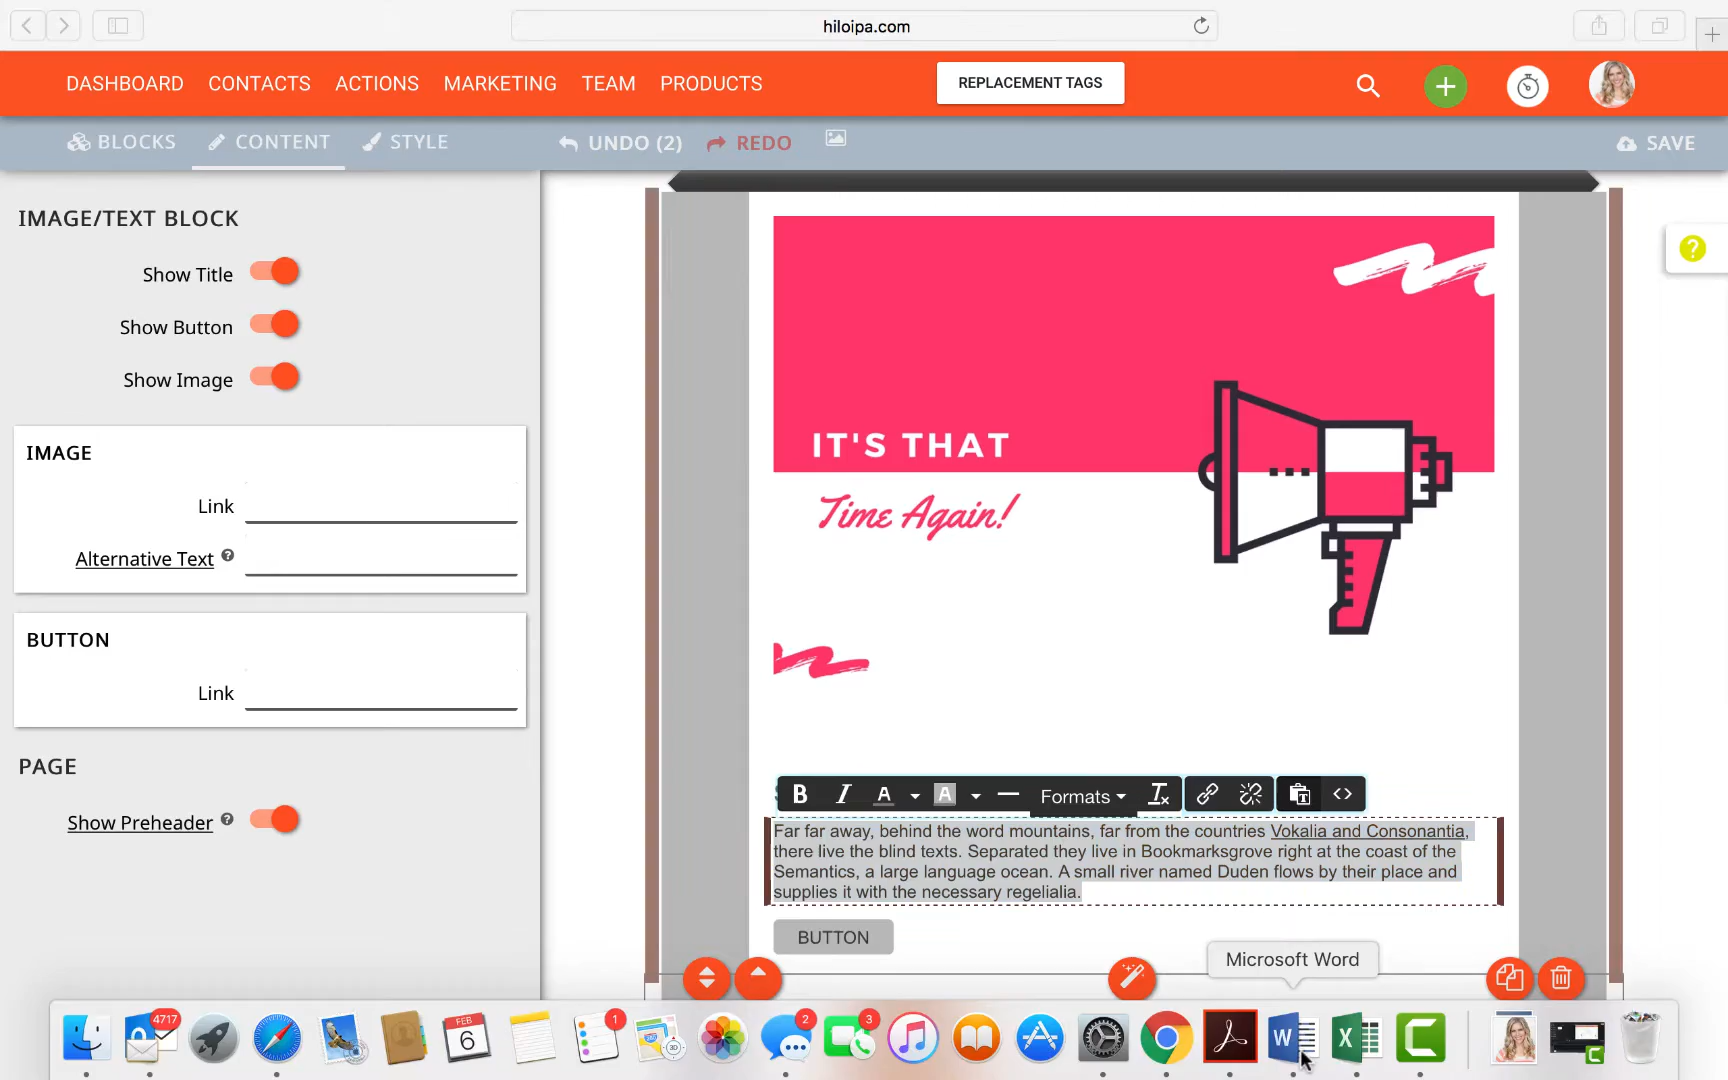 hiloipa.com
DASHBOARD CONTACTS ACTIONS MARKETING TEAM PRODUCTS
REPLACEMENT TAGS
BLOCKS CONTENT STYLE UNDO (2) REDO SAVE
IMAGE/TEXT BLOCK
Show Title
Show Button
Show Image
IMAGE
Link
Alternative Text ?
BUTTON
Link
PAGE
Show Preheader ?
?
IT'S THAT
Time Again!
B I A A Formats Tx <>
Far far away, behind the word mountains, far from the countries Vokalia and Consonantia,
there live the blind texts. Separated they live in Bookmarksgrove right at the coast of the
Semantics, a large language ocean. A small river named Duden flows by their place and
supplies it with the necessary regelialia.
BUTTON
Microsoft Word
4717
FEB
6
1
3D
2
3
W
X
C
C